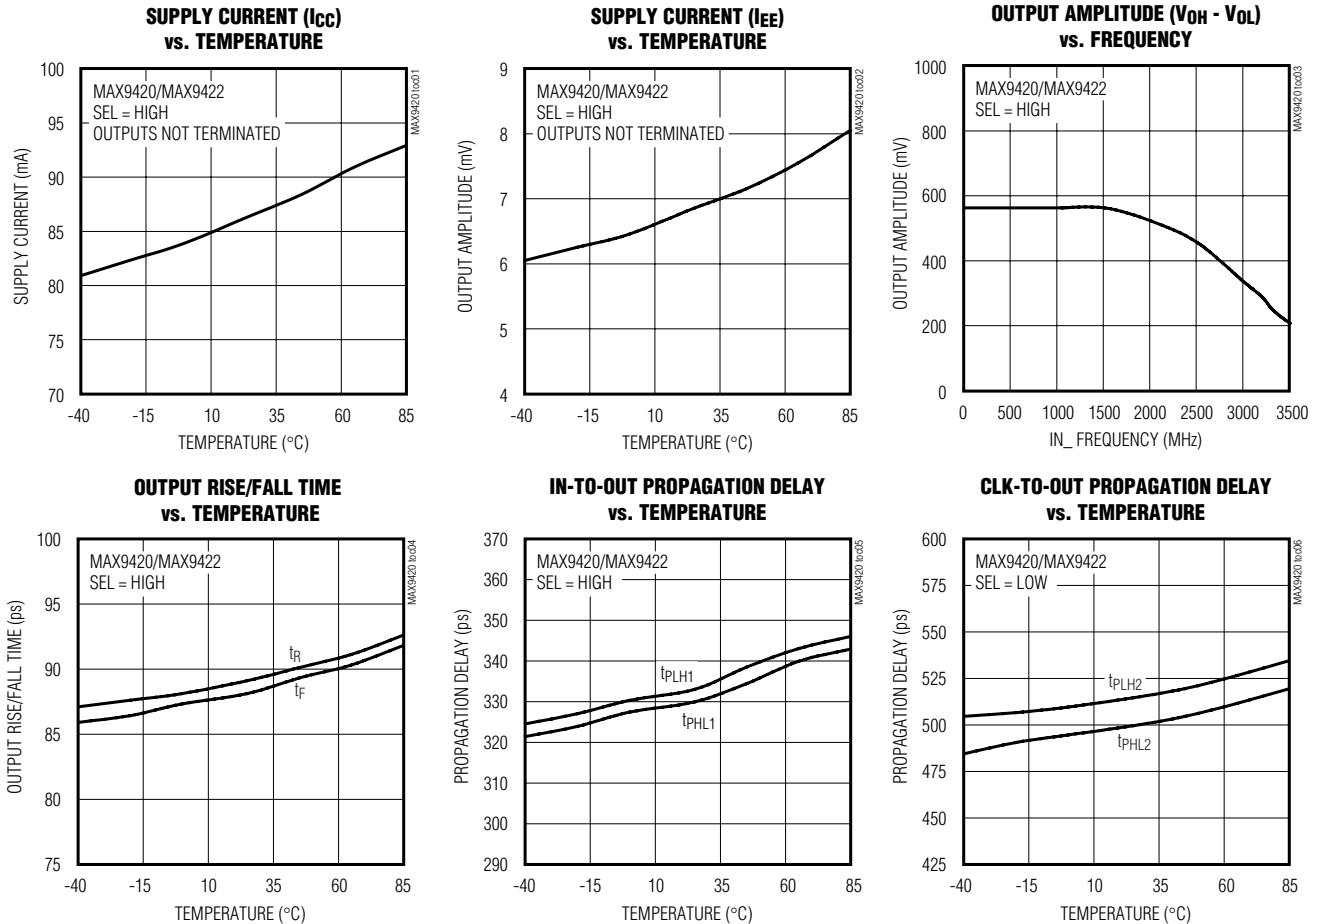 SUPPLY CURRENT (ICC)
vs. TEMPERATURE
100
95
90
85
80
75
70
SUPPLY CURRENT (mA)
MAX9420/MAX9422
SEL = HIGH
OUTPUTS NOT TERMINATED
MAX9420 toc01
-40 -15 10 35 60 85
TEMPERATURE (°C)
SUPPLY CURRENT (IEE)
vs. TEMPERATURE
9
8
7
6
5
4
OUTPUT AMPLITUDE (mV)
MAX9420/MAX9422
SEL = HIGH
OUTPUTS NOT TERMINATED
MAX9420 toc02
-40 -15 10 35 60 85
TEMPERATURE (°C)
OUTPUT AMPLITUDE (VOH - VOL)
vs. FREQUENCY
1000
800
600
400
200
0
OUTPUT AMPLITUDE (mV)
MAX9420/MAX9422
SEL = HIGH
MAX9420 toc03
0 500 1000 1500 2000 2500 3000 3500
IN_ FREQUENCY (MHz)
OUTPUT RISE/FALL TIME
vs. TEMPERATURE
100
95
90
85
80
75
OUTPUT RISE/FALL TIME (ps)
MAX9420/MAX9422
SEL = HIGH
tR
tF
MAX9420 toc04
-40 -15 10 35 60 85
TEMPERATURE (°C)
IN-TO-OUT PROPAGATION DELAY
vs. TEMPERATURE
370
360
350
340
330
320
310
300
290
PROPAGATION DELAY (ps)
MAX9420/MAX9422
SEL = HIGH
tPLH1
tPHL1
MAX9420 toc05
-40 -15 10 35 60 85
TEMPERATURE (°C)
CLK-TO-OUT PROPAGATION DELAY
vs. TEMPERATURE
600
575
550
525
500
475
450
425
PROPAGATION DELAY (ps)
MAX9420/MAX9422
SEL = LOW
tPLH2
tPHL2
MAX9420 toc06
-40 -15 10 35 60 85
TEMPERATURE (°C)